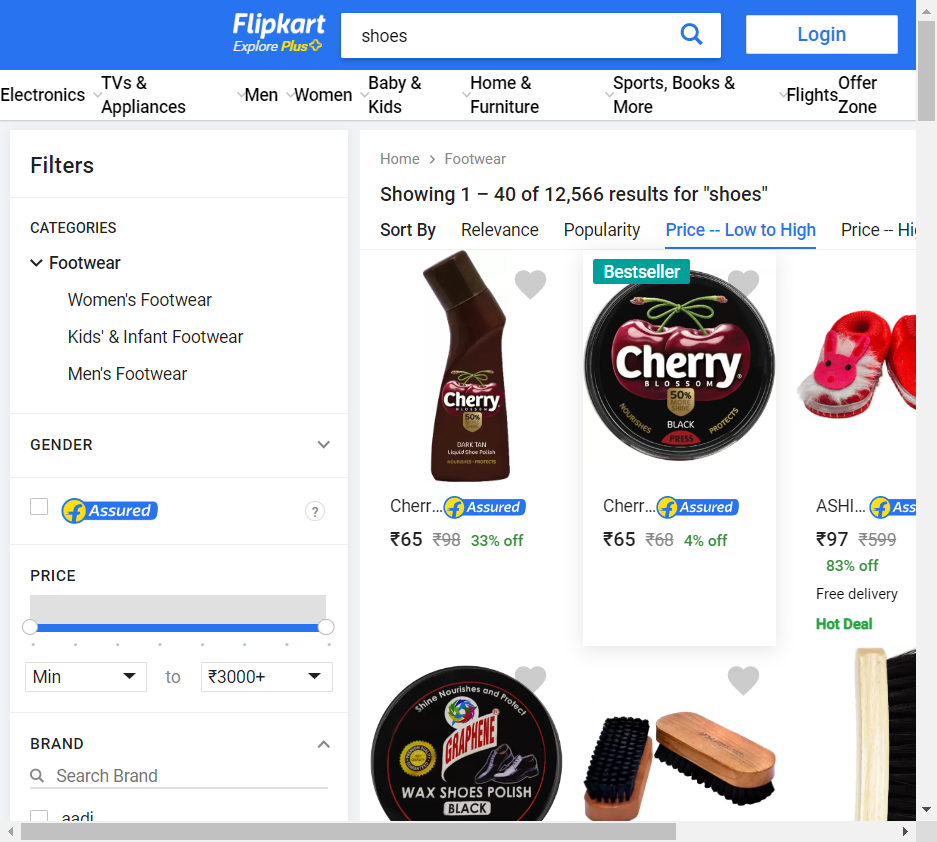 Flipkart
Explore Plus
shoes
Login
Electronics
TVs & Appliances
Men
Women
Baby & Kids
Home & Furniture
Sports, Books & More
Flights
Offer Zone
Filters
CATEGORIES
Footwear
Women's Footwear
Kids' & Infant Footwear
Men's Footwear
GENDER
Assured
?
PRICE
Min
to
₹3000+
BRAND
Search Brand
aadi
Home
Footwear
Showing 1 – 40 of 12,566 results for "shoes"
Sort By
Relevance
Popularity
Price -- Low to High
Price -- Hig
Cherry
BLOSSOM
50%
DARK TAN
Liquid Shoe Polish
NOURISHES • PROTECTS
Cherr...
Assured
₹65 ₹98 33% off
Bestseller
Cherry
BLOSSOM
50%
MORE
SHINE
NOURISHES
PROTECTS
BLACK
PRESS
Cherr...
Assured
₹65 ₹68 4% off
ASHI...
Ass
₹97 ₹599
83% off
Free delivery
Hot Deal
Shine Nourishes and Protect
GRAPHENE
WAX SHOES POLISH
BLACK